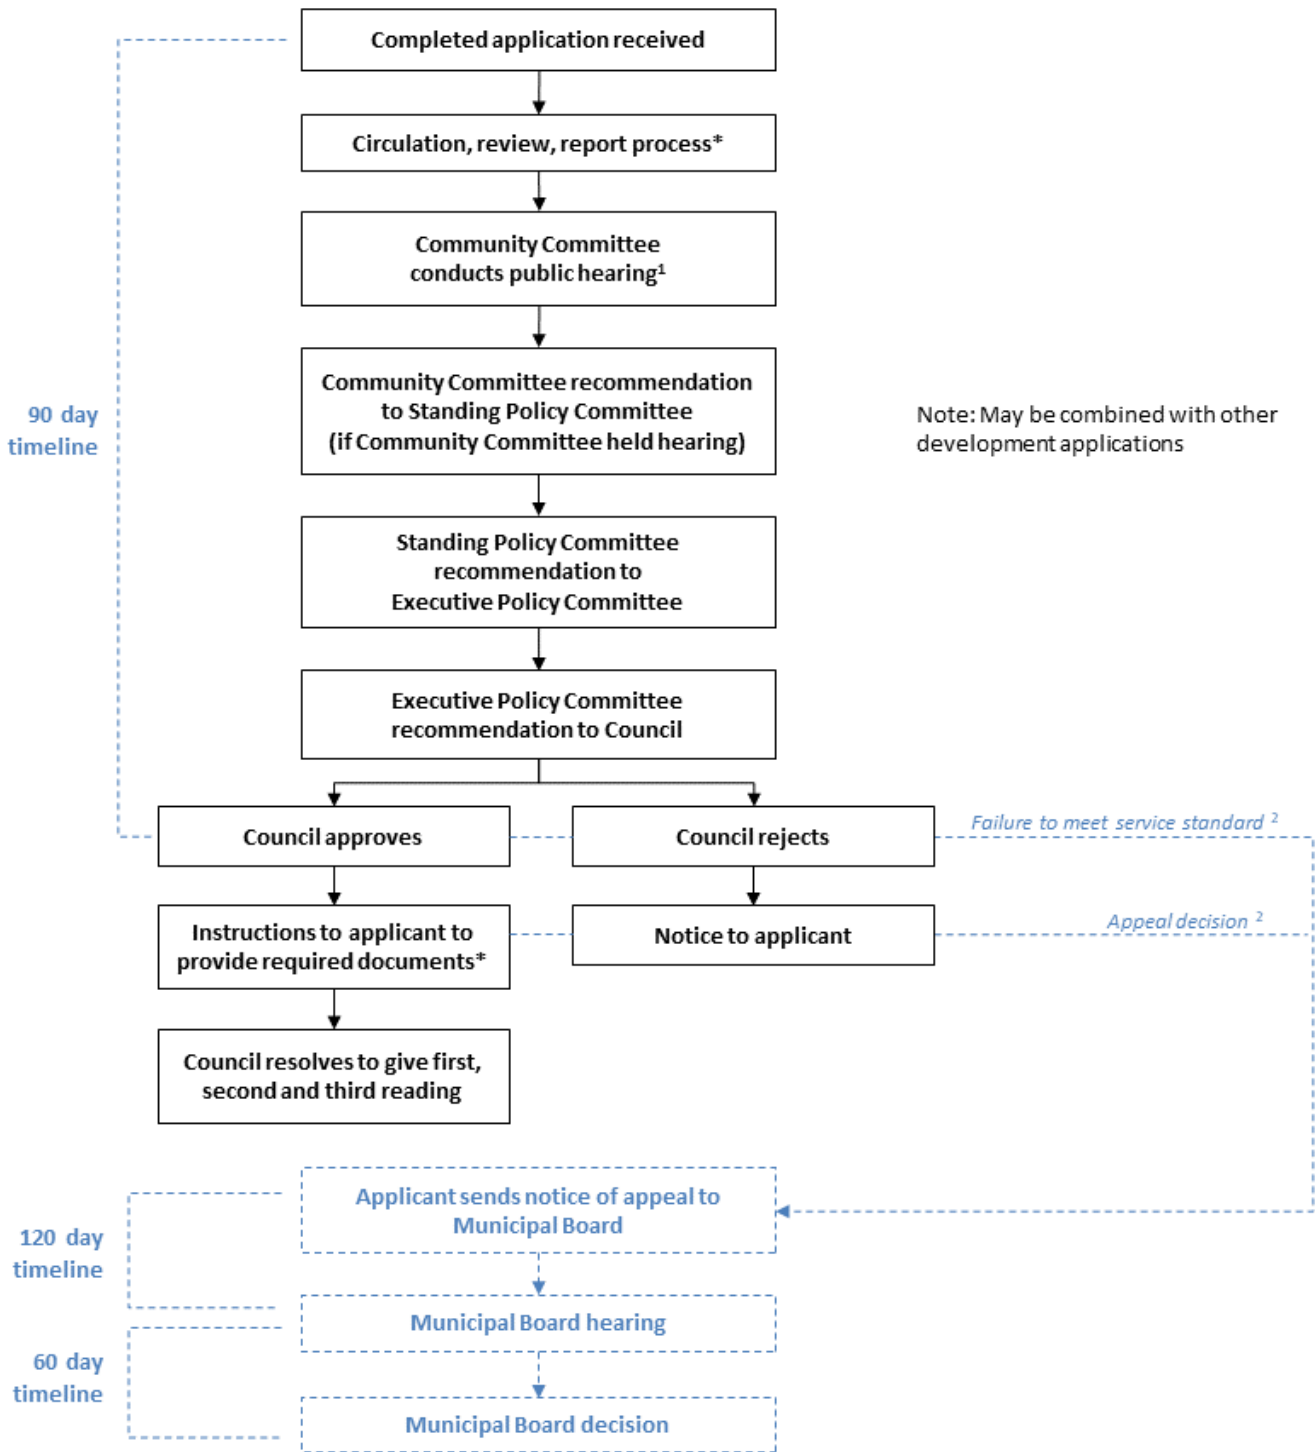 Completed application received
Circulation, review, report process*
Community Committee
conducts public hearing¹
Community Committee recommendation
to Standing Policy Committee
(if Community Committee held hearing)
90 day
timeline
Note: May be combined with other
development applications
Standing Policy Committee
recommendation to
Executive Policy Committee
Executive Policy Committee
recommendation to Council
Council approves
Council rejects
Failure to meet service standard ²
Instructions to applicant to
provide required documents*
Notice to applicant
Appeal decision ²
Council resolves to give first,
second and third reading
Applicant sends notice of appeal to
Municipal Board
120 day
timeline
Municipal Board hearing
60 day
timeline
Municipal Board decision